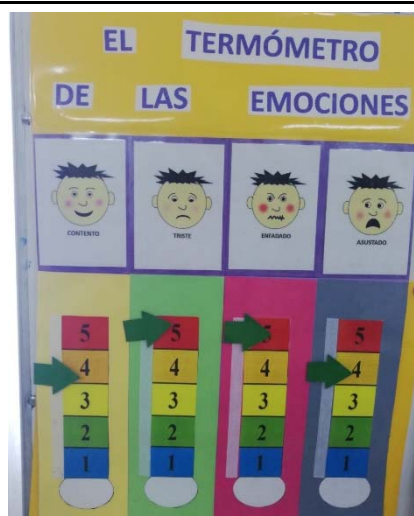 EL TERMÓMETRO
DE LAS EMOCIONES
CONTENTO TRISTE ENFADADO ASUSTADO
5 5 5 5
4 4 4 4
3 3 3 3
2 2 2 2
1 1 1 1